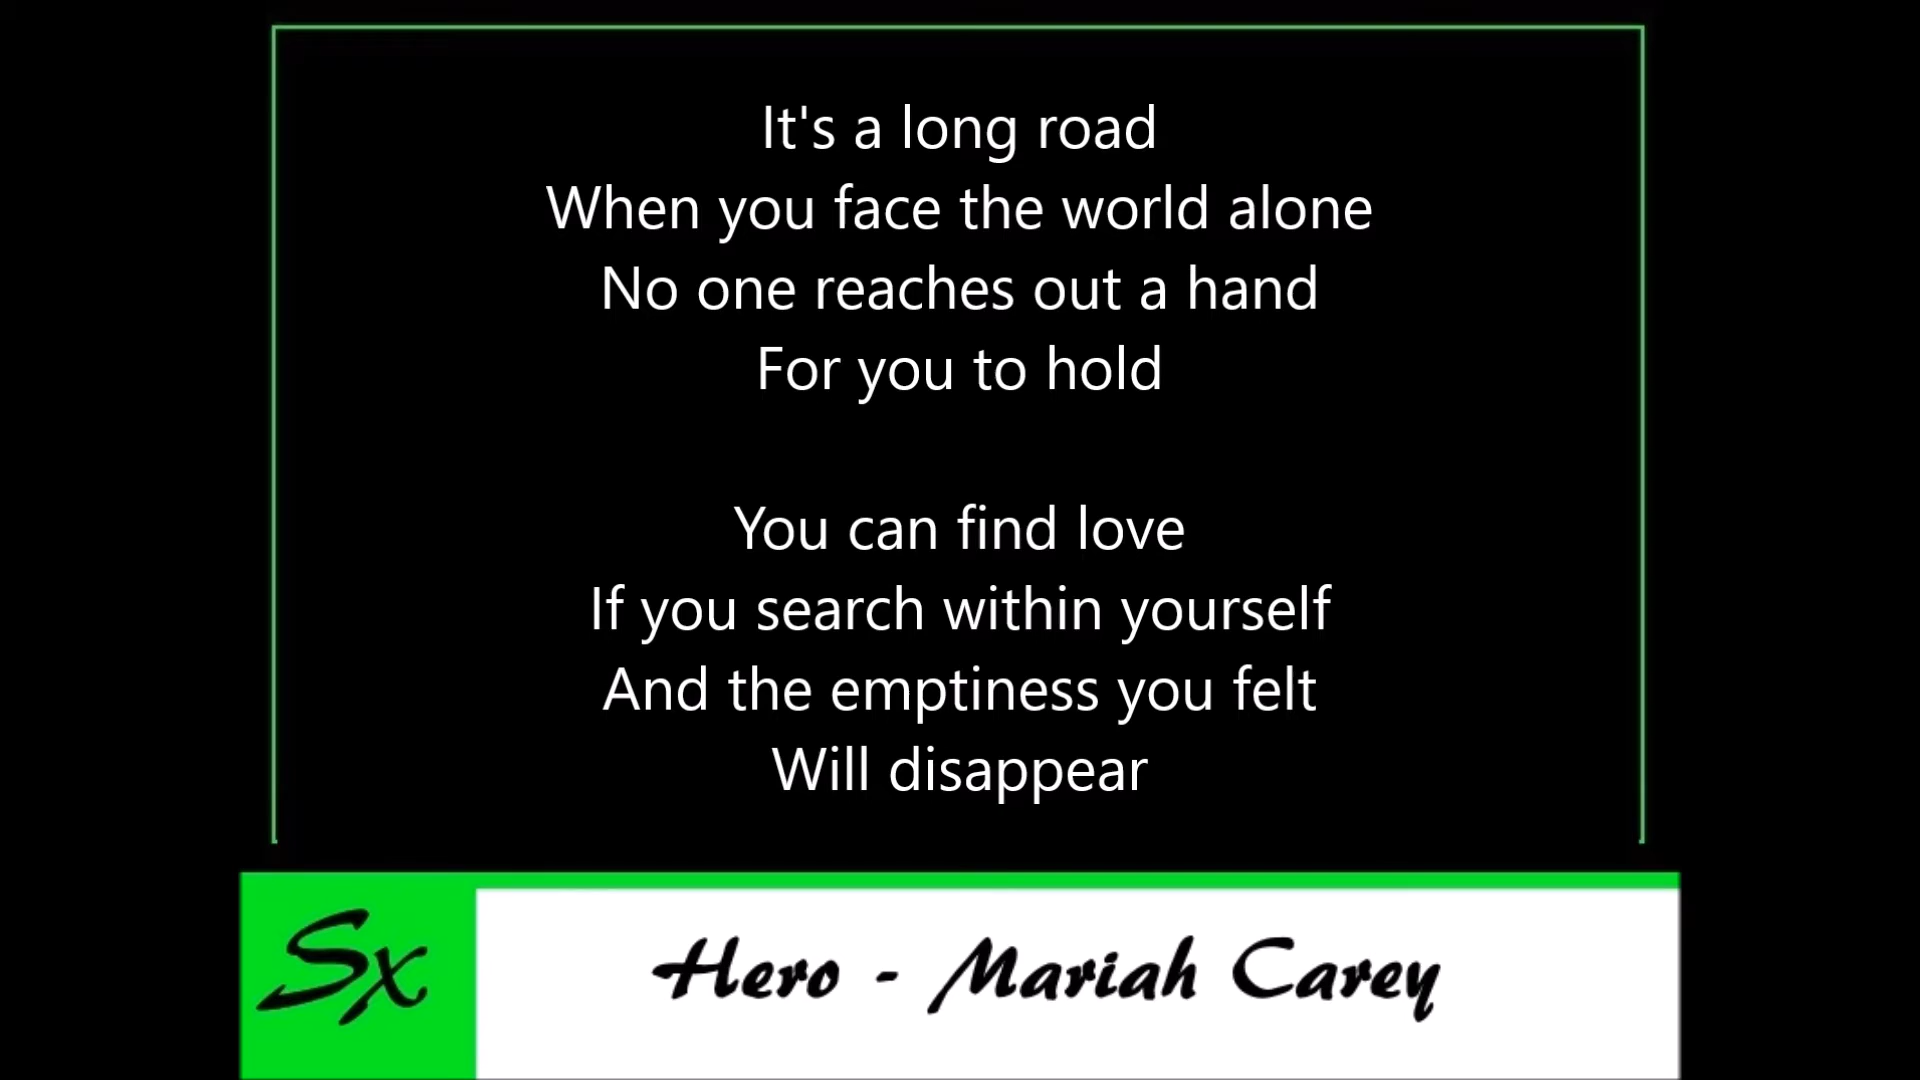 It's a long road
When you face the world alone
No one reaches out a hand
For you to hold
You can find love
If you search within yourself
And the emptiness you felt
Will disappear
Sx
Hero - Mariah Carey